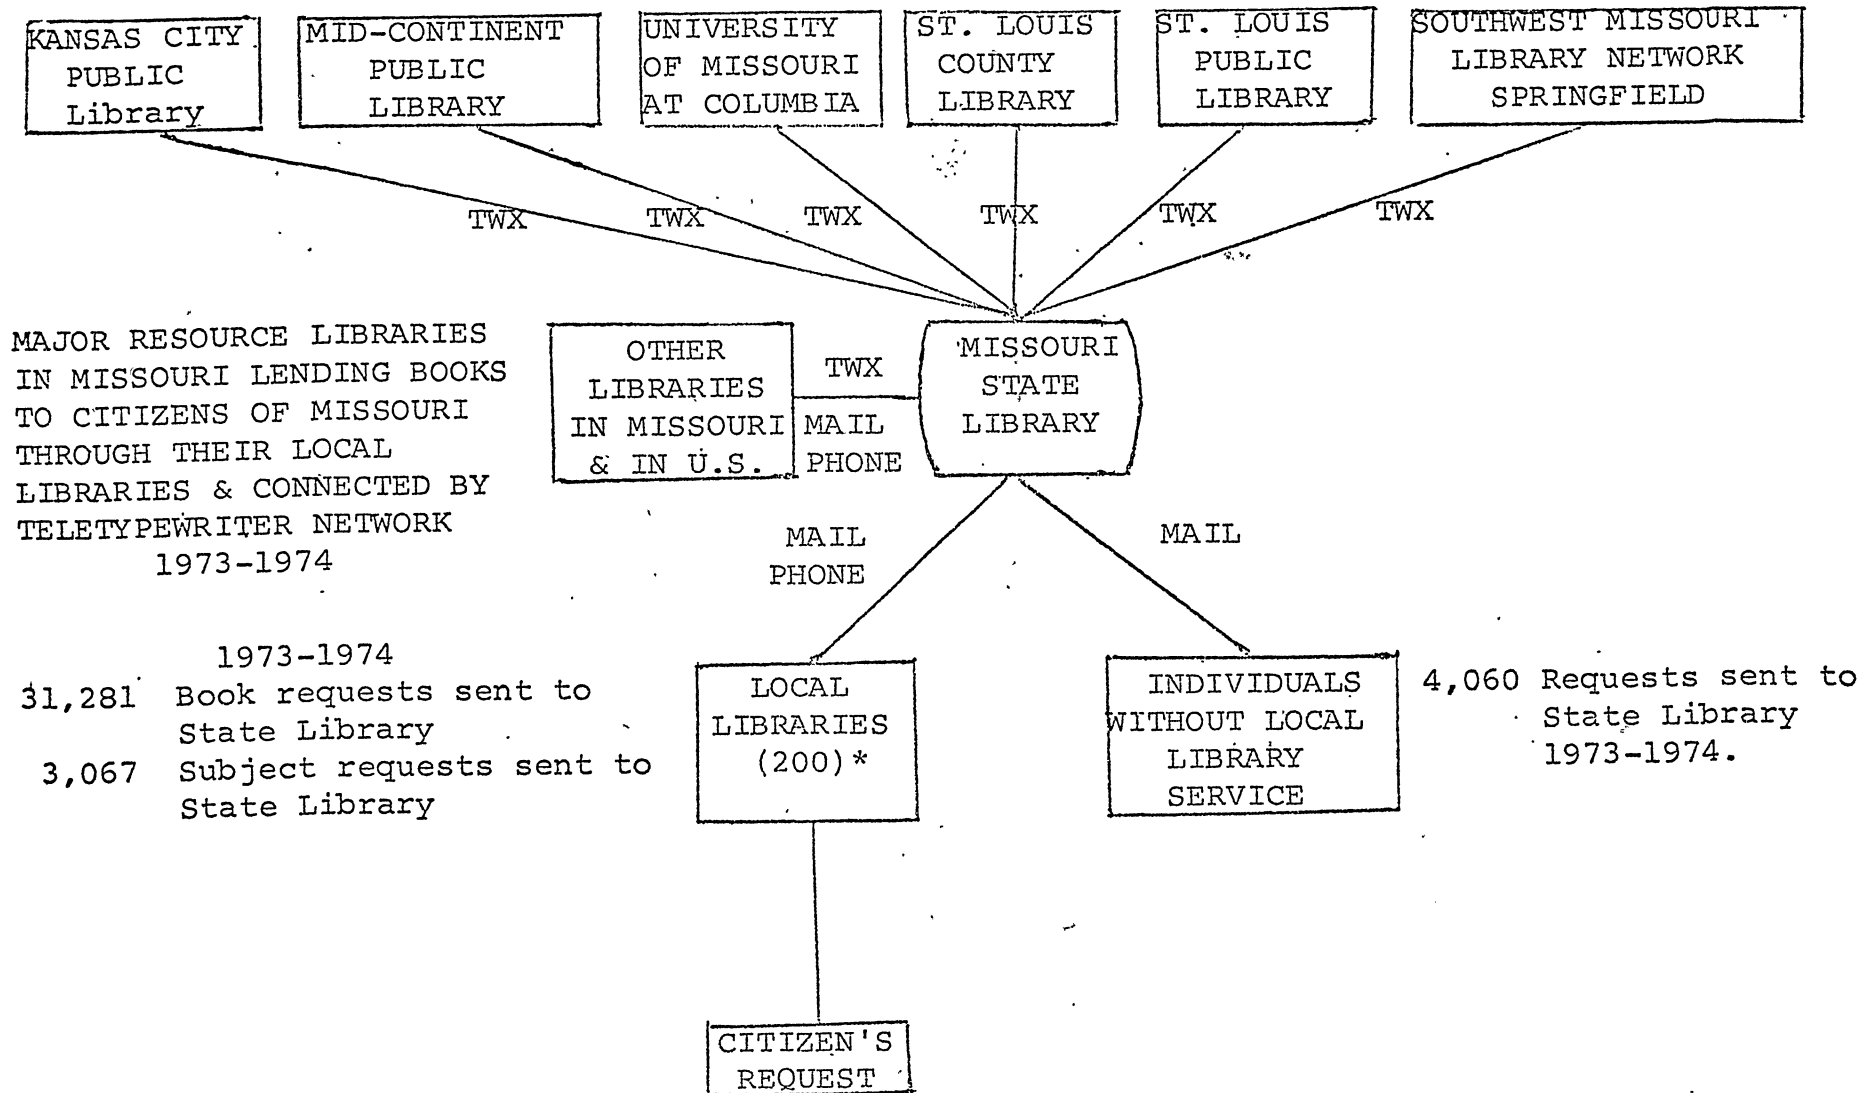 KANSAS CITY
PUBLIC
Library
MID-CONTINENT
PUBLIC
LIBRARY
UNIVERSITY
OF MISSOURI
AT COLUMBIA
ST. LOUIS
COUNTY
LIBRARY
ST. LOUIS
PUBLIC
LIBRARY
SOUTHWEST MISSOURI
LIBRARY NETWORK
SPRINGFIELD
TWX
TWX
TWX
TWX
TWX
TWX
MAJOR RESOURCE LIBRARIES
IN MISSOURI LENDING BOOKS
TO CITIZENS OF MISSOURI
THROUGH THEIR LOCAL
LIBRARIES & CONNECTED BY
TELETYPEWRITER NETWORK
1973-1974
OTHER
LIBRARIES
IN MISSOURI
& IN U.S.
TWX
MAIL
PHONE
MISSOURI
STATE
LIBRARY
MAIL
PHONE
MAIL
1973-1974
31,281 Book requests sent to
State Library
3,067 Subject requests sent to
State Library
LOCAL
LIBRARIES
(200)*
INDIVIDUALS
WITHOUT LOCAL
LIBRARY
SERVICE
4,060 Requests sent to
State Library
1973-1974.
CITIZEN'S
REQUEST